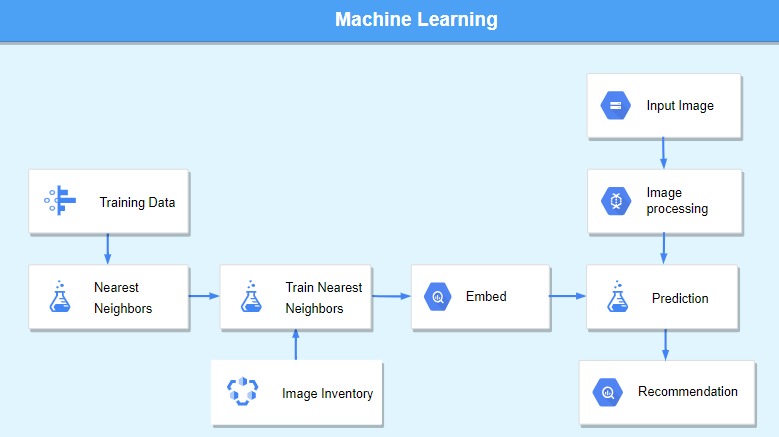 Machine Learning
Input Image
Training Data
Image
processing
Nearest
Neighbors
Train Nearest
Neighbors
Embed
Prediction
Image Inventory
Recommendation